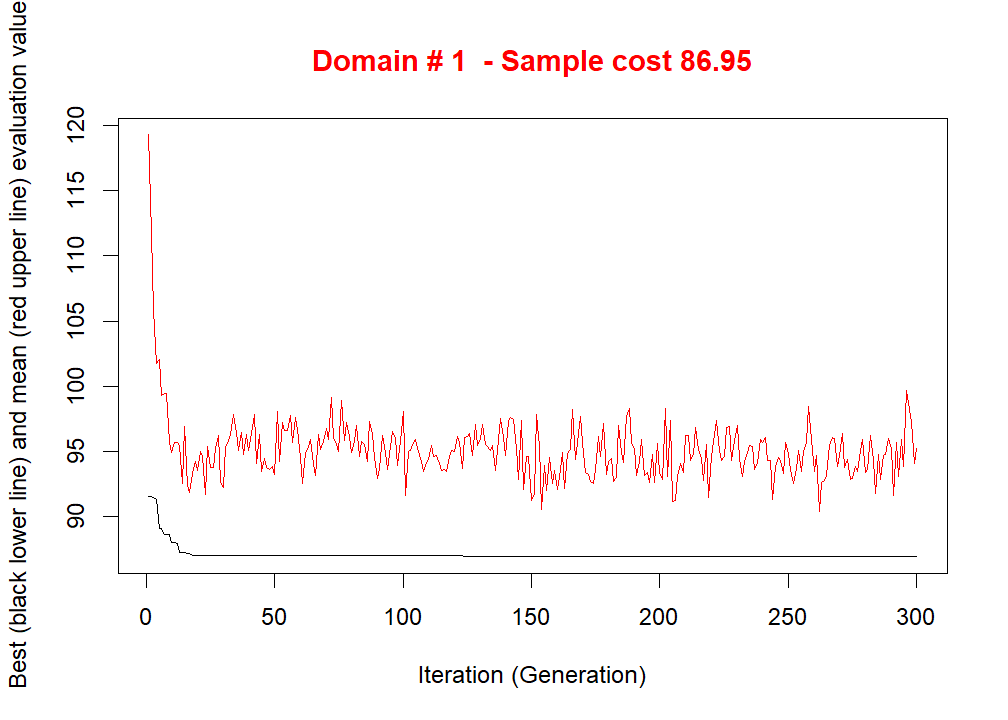 Domain # 1  - Sample cost 86.95
Best (black lower line) and mean (red upper line) evaluation value
120
115
110
105
100
95
90
0 50 100 150 200 250 300
Iteration (Generation)